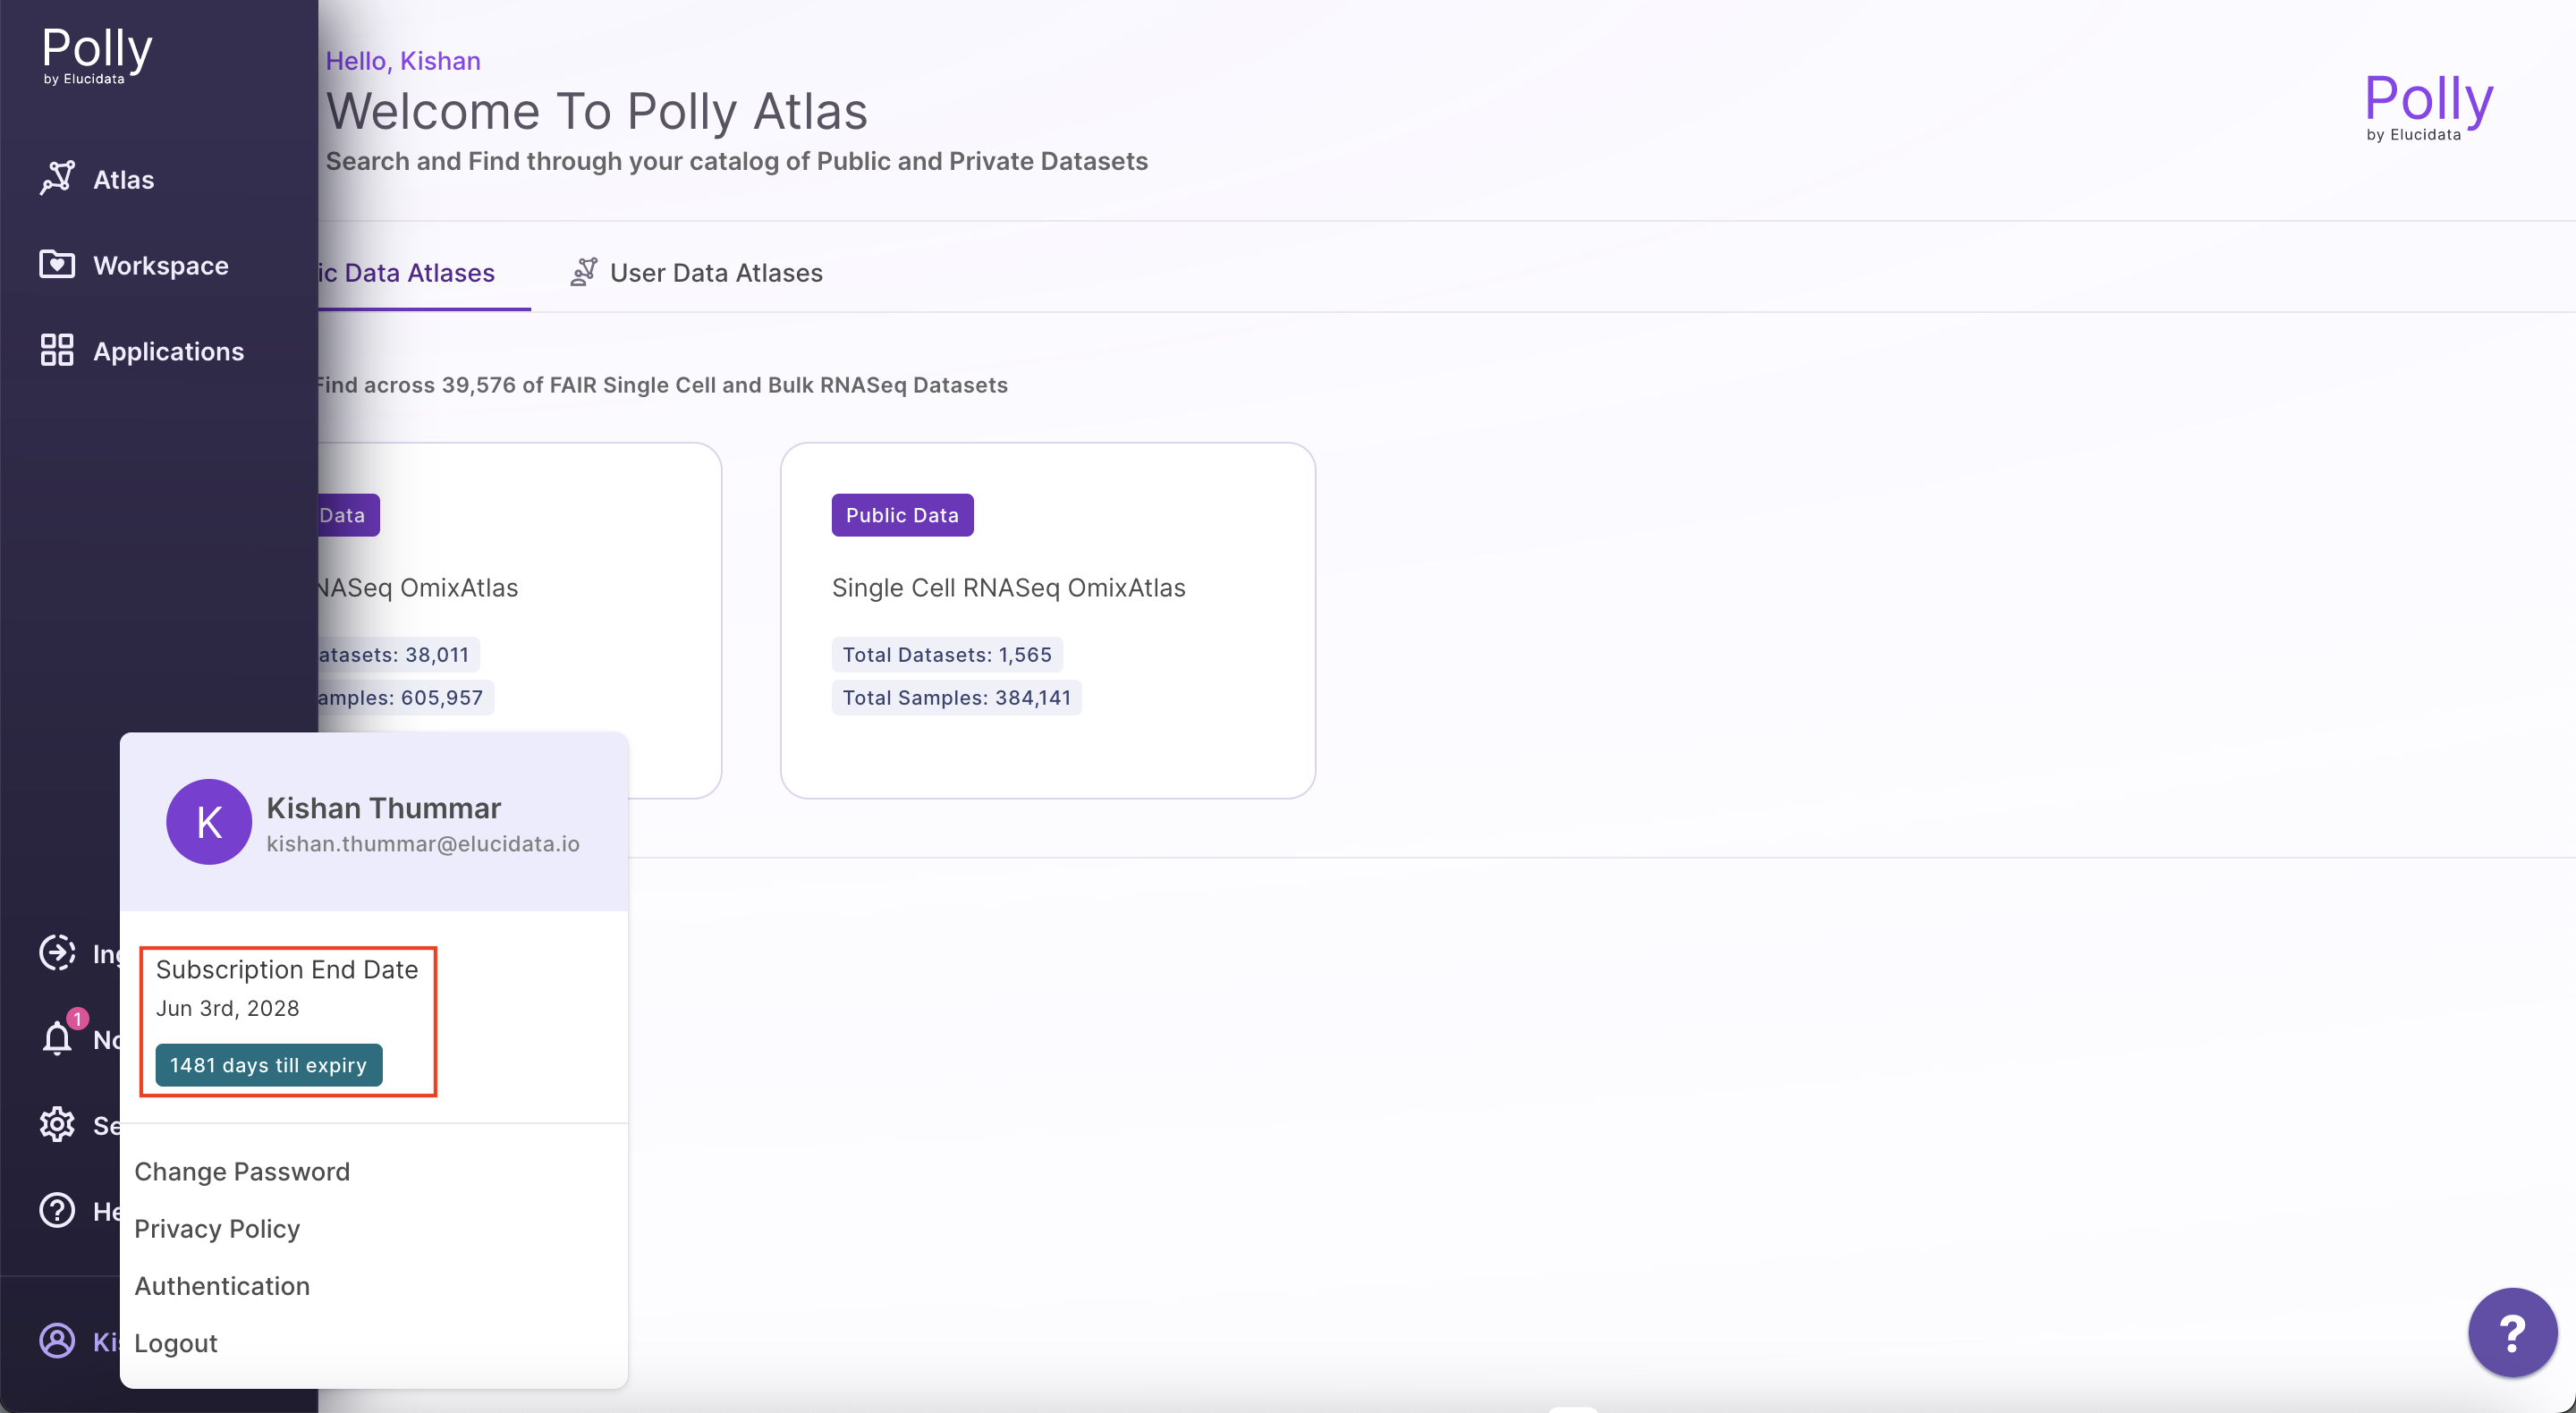 Polly
by Elucidata
Atlas
Workspace
Applications
Hello, Kishan
Welcome To Polly Atlas
Search and Find through your catalog of Public and Private Datasets
Polly
by Elucidata
ic Data Atlases
User Data Atlases
Find across 39,576 of FAIR Single Cell and Bulk RNASeq Datasets
Data
NASeq OmixAtlas
atasets: 38,011
amples: 605,957
Public Data
Single Cell RNASeq OmixAtlas
Total Datasets: 1,565
Total Samples: 384,141
K
Kishan Thummar
kishan.thummar@elucidata.io
Subscription End Date
Jun 3rd, 2028
1481 days till expiry
Change Password
Privacy Policy
Authentication
Logout
Ing
1
No
Se
He
Kis
?